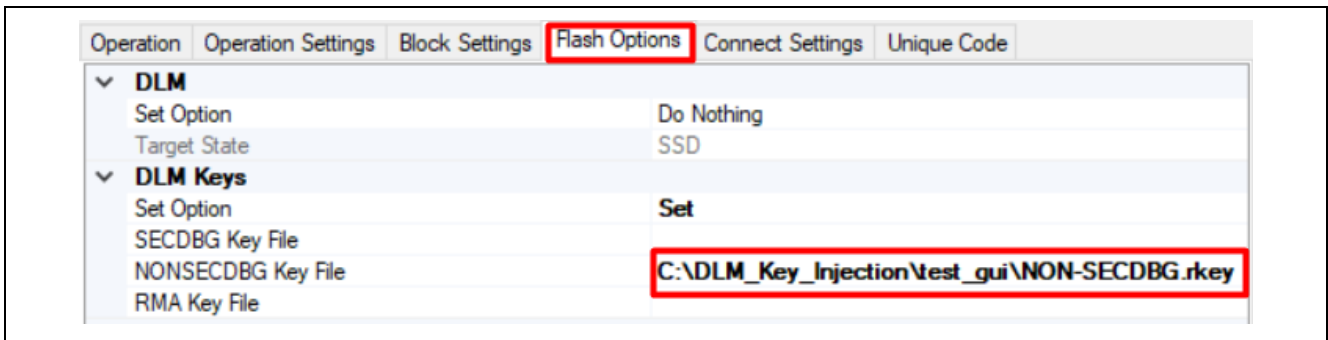 Operation Operation Settings Block Settings Flash Options Connect Settings Unique Code
DLM
Set Option Do Nothing
Target State SSD
DLM Keys
Set Option Set
SECDBG Key File
NONSECDBG Key File C:\DLM_Key_Injection\test_gui\NON-SECDBG.rkey
RMA Key File